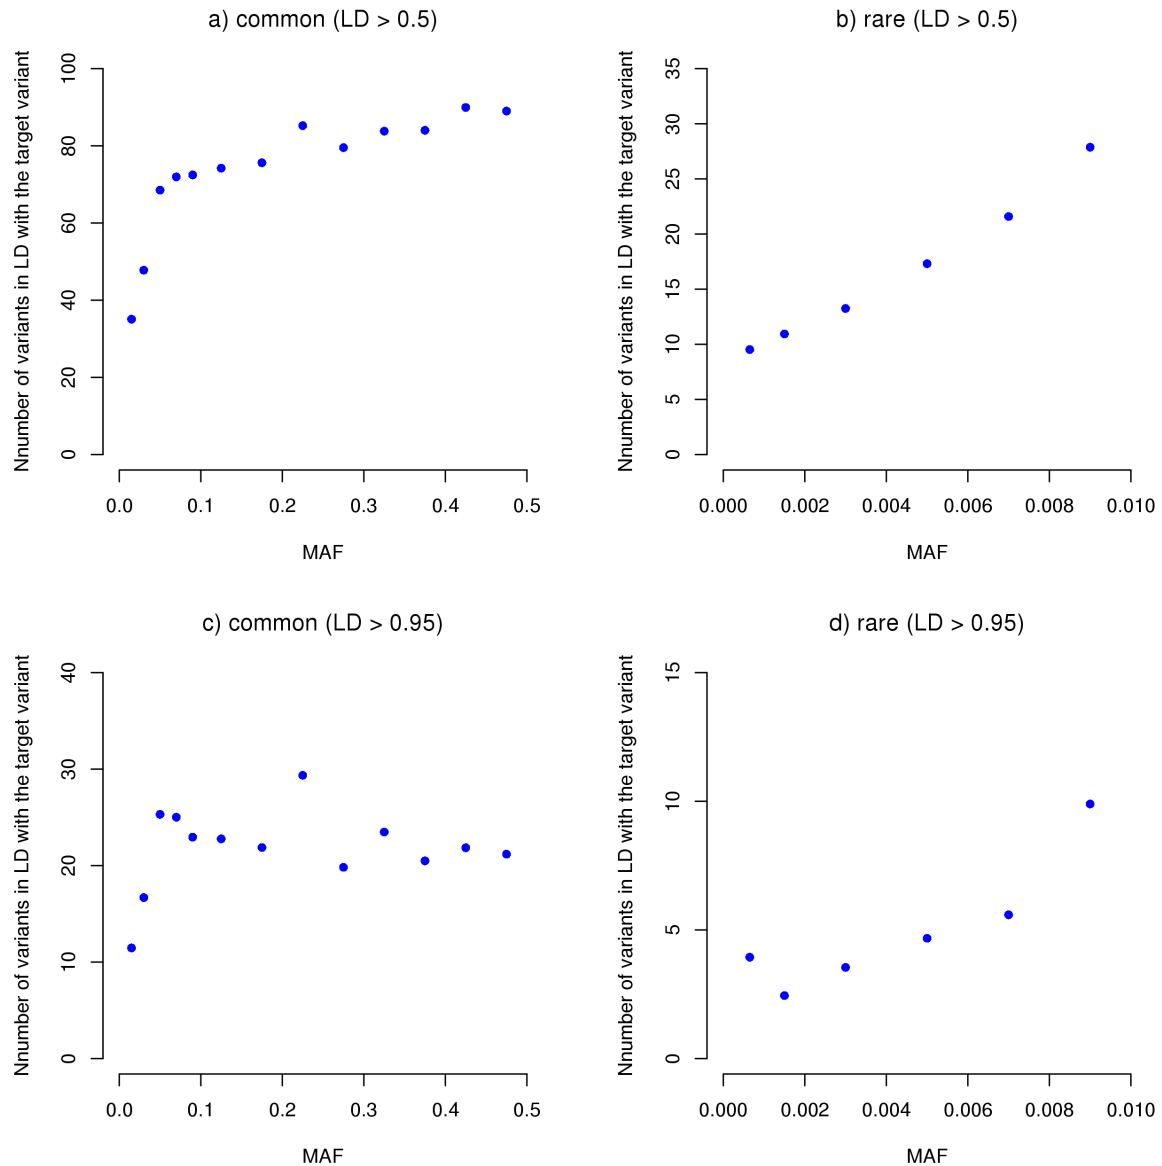 a) common (LD > 0.5)
Nnumber of variants in LD with the target variant
100
80
60
40
20
0
0.0 0.1 0.2 0.3 0.4 0.5
MAF
b) rare (LD > 0.5)
Nnumber of variants in LD with the target variant
35
30
25
20
15
10
5
0
0.000 0.002 0.004 0.006 0.008 0.010
MAF
c) common (LD > 0.95)
Nnumber of variants in LD with the target variant
40
30
20
10
0
0.0 0.1 0.2 0.3 0.4 0.5
MAF
d) rare (LD > 0.95)
Nnumber of variants in LD with the target variant
15
10
5
0
0.000 0.002 0.004 0.006 0.008 0.010
MAF